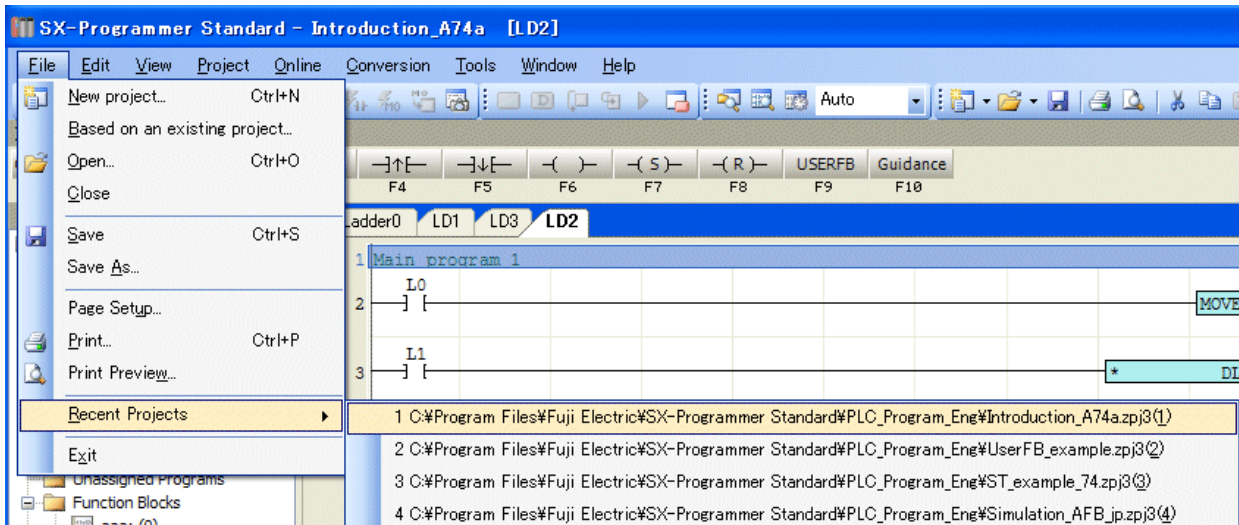 SX-Programmer Standard - Introduction_A74a [LD2]
File Edit View Project Online Conversion Tools Window Help
New project... Ctrl+N
Auto
Based on an existing project...
Open... Ctrl+O
USERFB Guidance
( S ) ( R )
F4 F5 F6 F7 F8 F9 F10
Close
Ladder0 LD1 LD3 LD2
Save Ctrl+S
Save As...
1 Main program 1
L0
2 MOVE
Page Setup...
Print... Ctrl+P
Print Preview...
L1
3 * DI
Recent Projects
1 C:¥Program Files¥Fuji Electric¥SX-Programmer Standard¥PLC_Program_Eng¥Introduction_A74a.zpj3(1)
2 C:¥Program Files¥Fuji Electric¥SX-Programmer Standard¥PLC_Program_Eng¥UserFB_example.zpj3(2)
3 C:¥Program Files¥Fuji Electric¥SX-Programmer Standard¥PLC_Program_Eng¥ST_example_74.zpj3(3)
4 C:¥Program Files¥Fuji Electric¥SX-Programmer Standard¥PLC_Program_Eng¥Simulation_AFB_jp.zpj3(4)
Exit
Unassigned Programs
Function Blocks